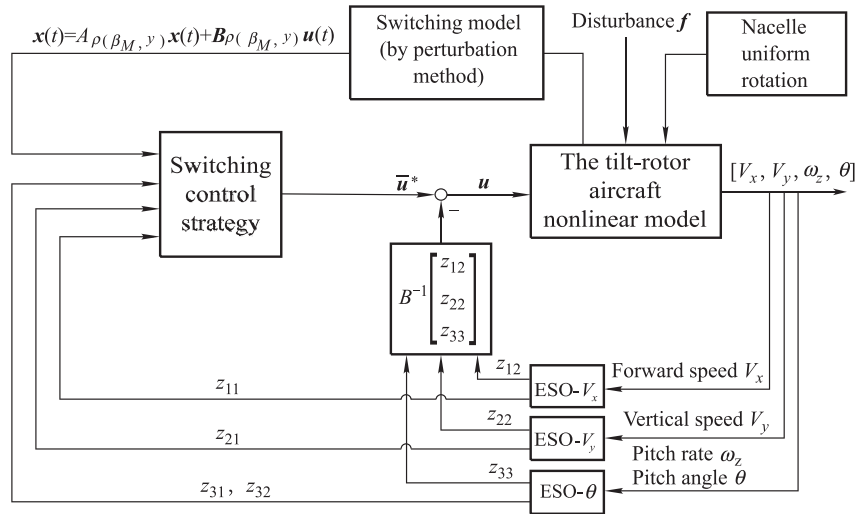 x(t)=A ρ(β_M, y) x(t)+B ρ(β_M, y) u(t)
Switching model
(by perturbation
method)
Disturbance f
Nacelle
uniform
rotation
Switching
control
strategy
ū*
−
u
The tilt-rotor
aircraft
nonlinear model
[V_x, V_y, ω_z, θ]
B⁻¹ [z_12
z_22
z_33]
z_12
ESO-V_x
Forward speed V_x
z_11
z_22
ESO-V_y
Vertical speed V_y
z_21
z_33
ESO-θ
Pitch rate ω_z
Pitch angle θ
z_31, z_32